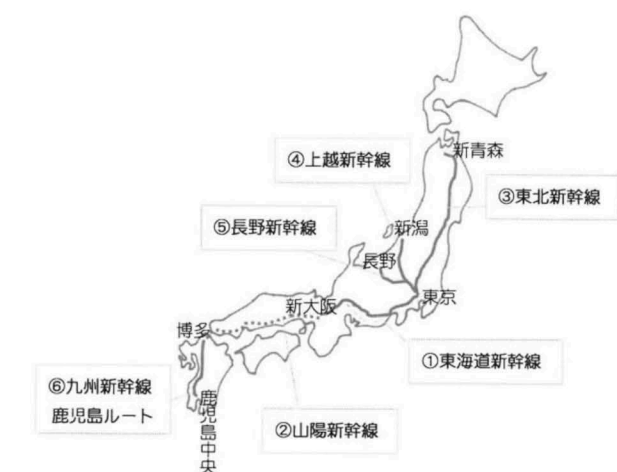 新青森
④上越新幹線
③東北新幹線
⑤長野新幹線
新潟
長野
東京
新大阪
博多
①東海道新幹線
⑥九州新幹線
鹿児島ルート
鹿児島中央
②山陽新幹線